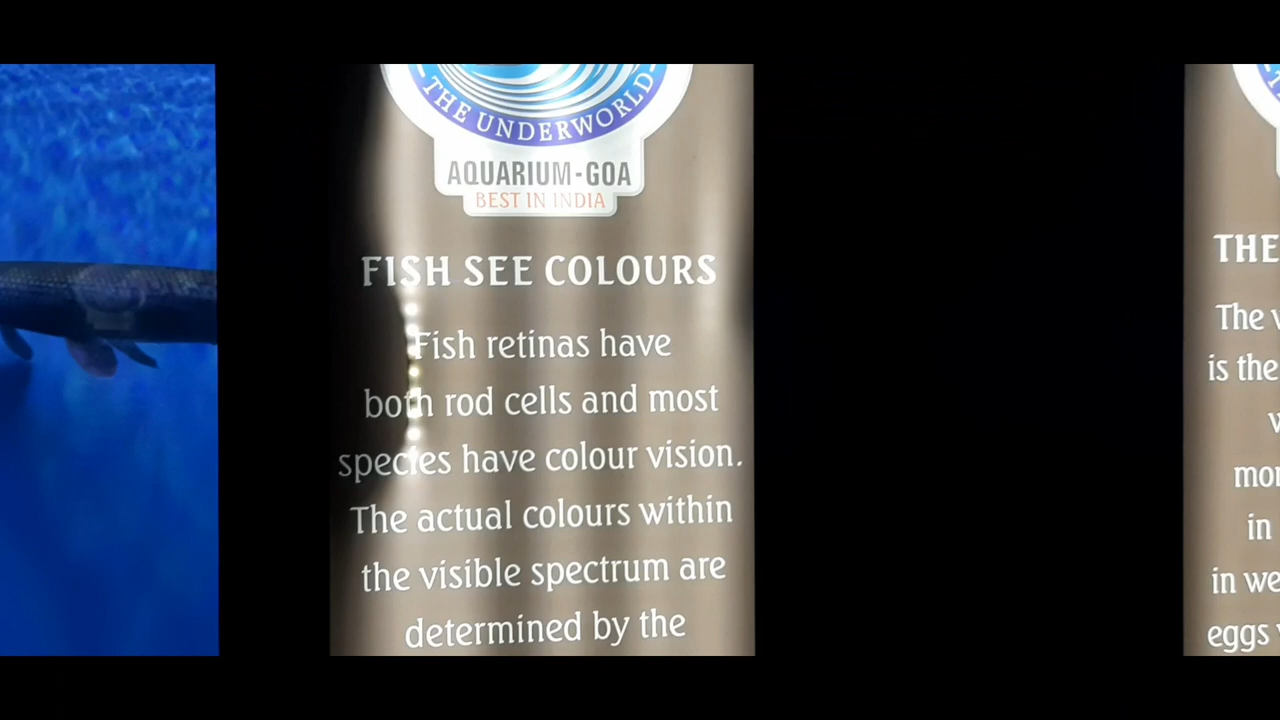 THE UNDERWORLD
AQUARIUM-GOA
BEST IN INDIA
FISH SEE COLOURS
Fish retinas have
both rod cells and most
species have colour vision.
The actual colours within
the visible spectrum are
determined by the
THE
The
is the
in
in we
eggs